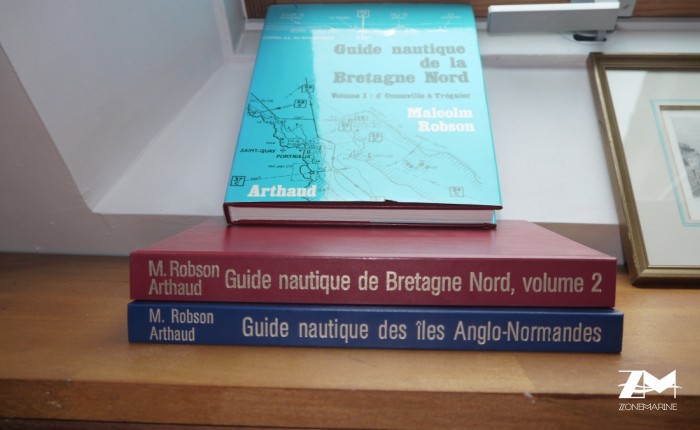 Guide nautique
de la
Bretagne Nord
Malcolm
Robson
SAINT-QUAY
PORTRIEUX
Arthaud
M. Robson
Arthaud
Guide nautique de Bretagne Nord, volume 2
M. Robson
Arthaud
Guide nautique des îles Anglo-Normandes
ZM
ZONEMARINE